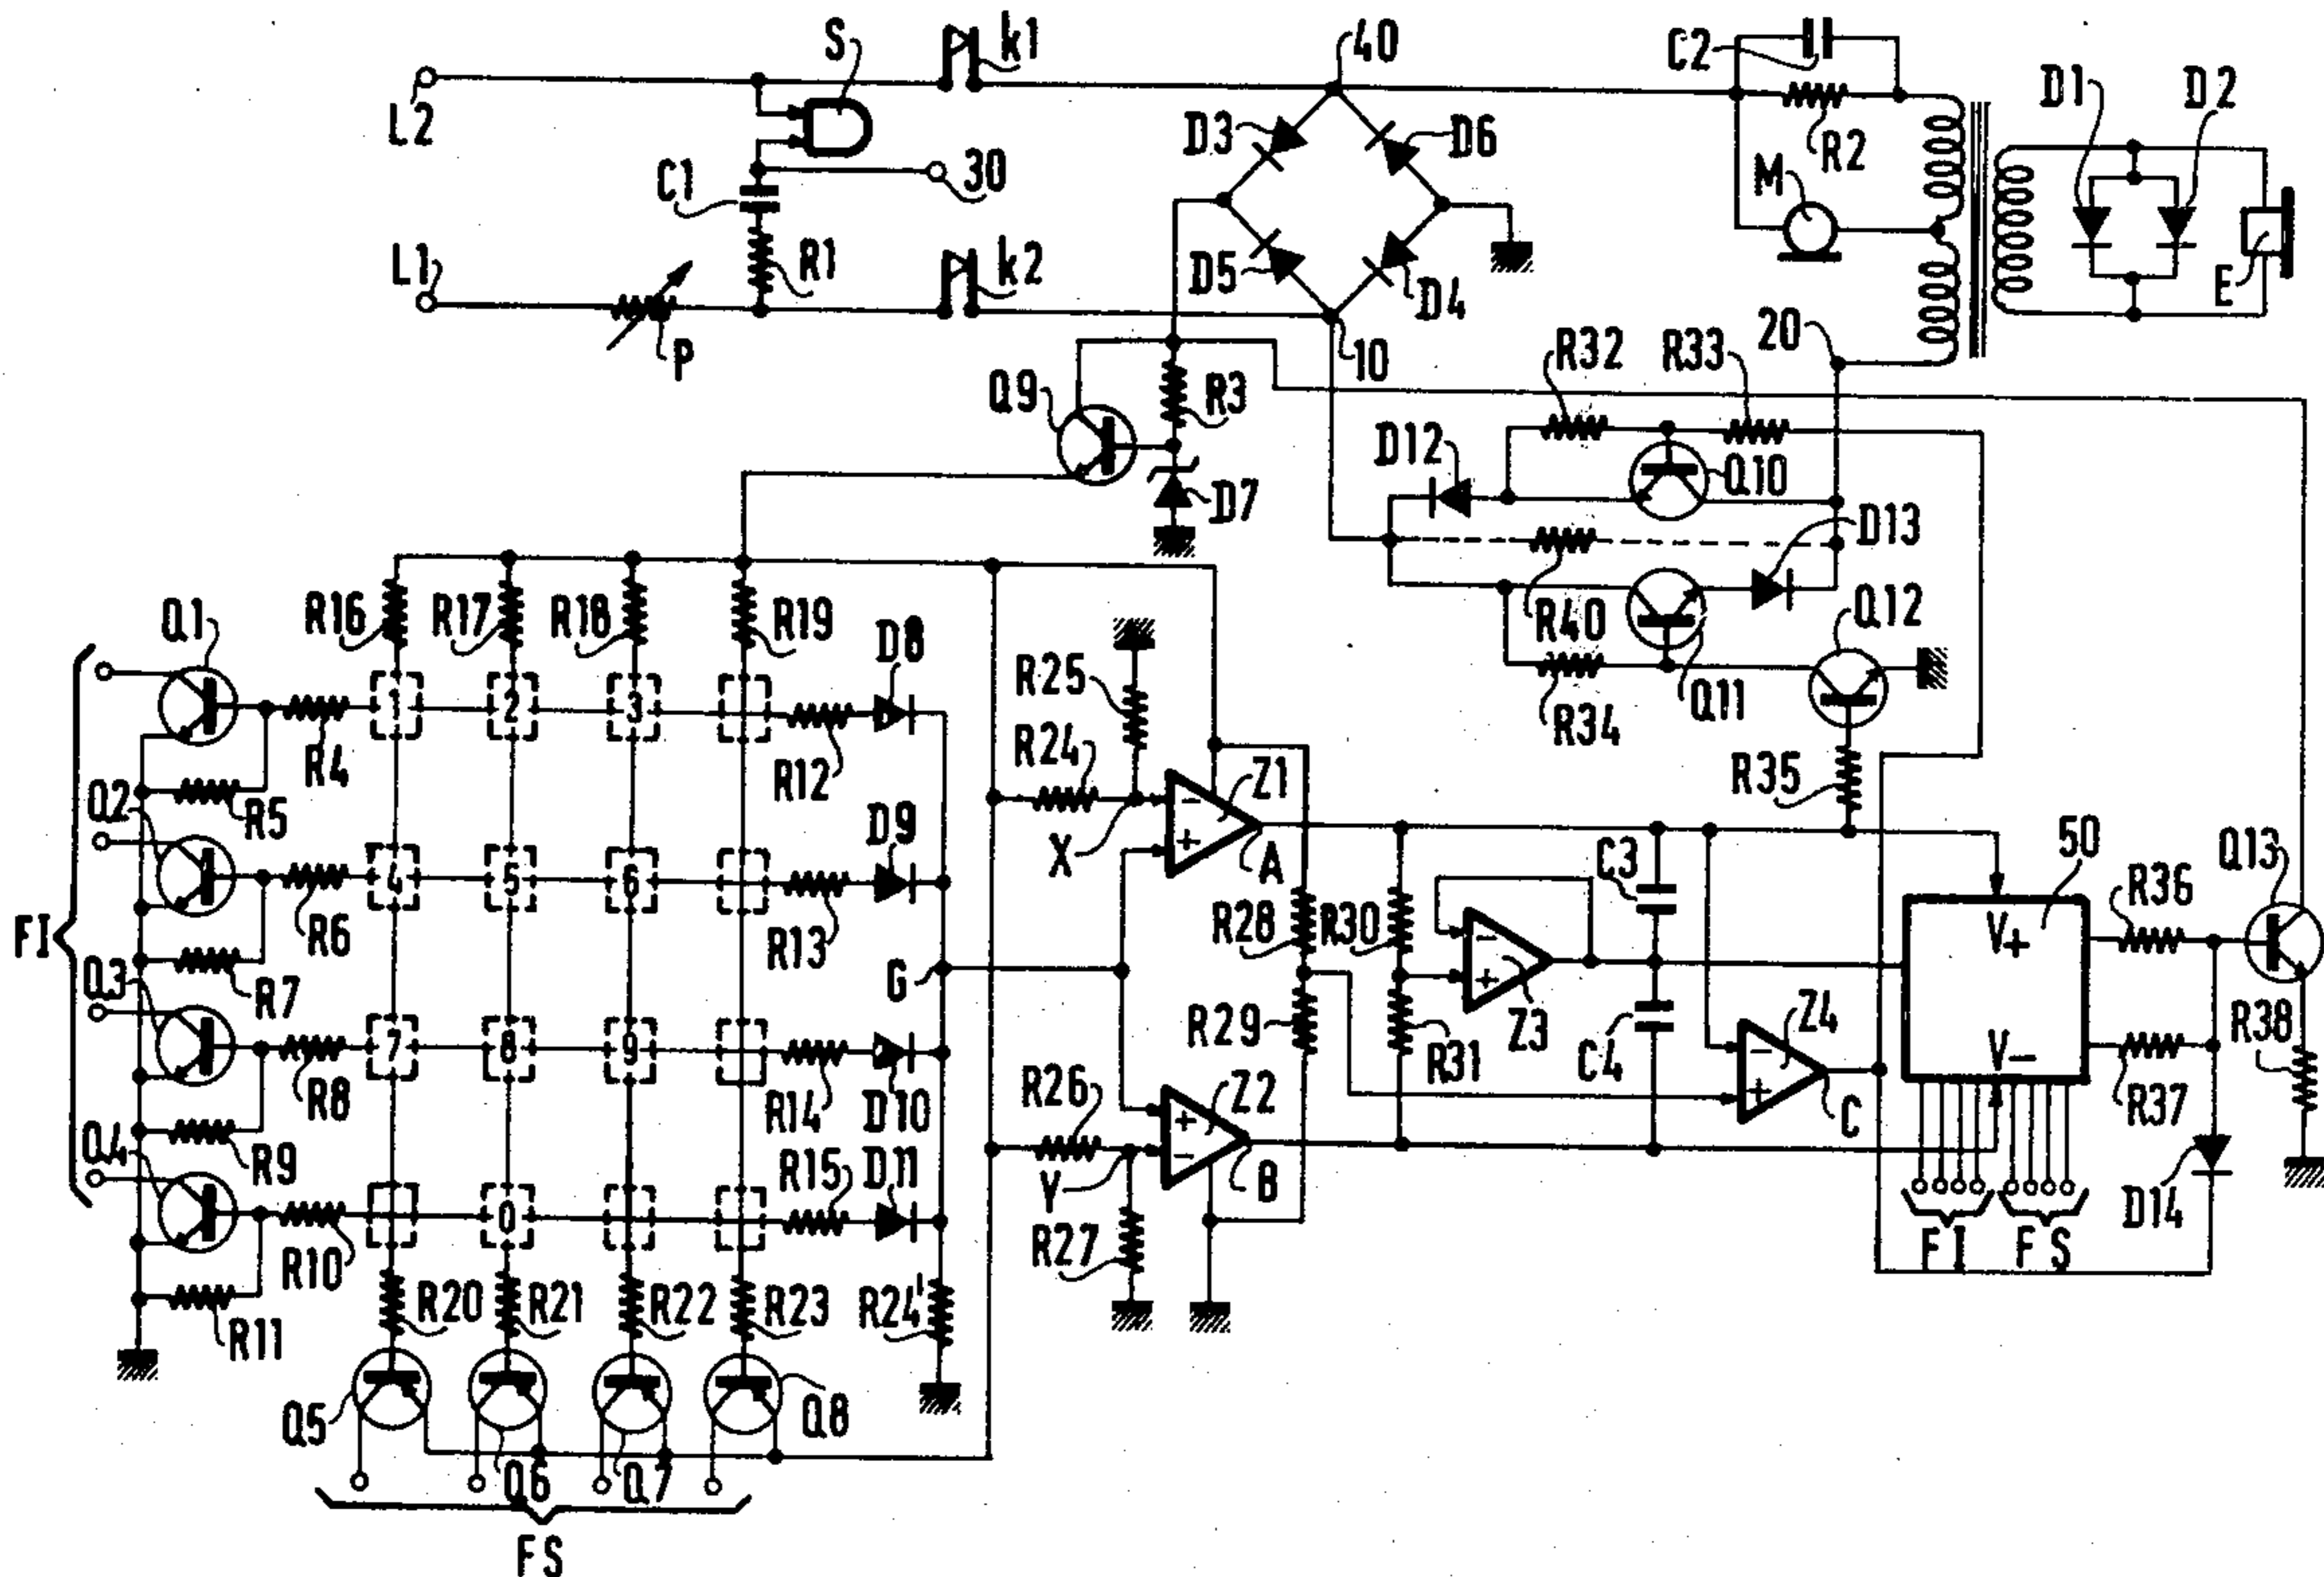 S
k1
40
C2
D1
D2
L2
D3
D6
R2
C1
30
M
L1
R1
k2
D5
D4
E
P
10
20
R32
R33
Q9
R3
D12
Q10
D7
D13
R16
R17
R18
R19
Q1
D8
R40
Q12
R25
Q11
R34
1
2
3
R4
R12
R24
Z1
R35
Q2
R5
D9
X
-
+
A
C3
50
Q13
4
5
6
R6
R13
R28
R30
V+
R36
FI
Q3
R7
G
-
+
Z3
Z4
R38
7
8
9
R8
R14
D10
R29
R31
C4
-
+
V-
R37
Q4
R9
R26
Z2
C
R15
D11
+
-
Y
B
D14
0
R10
R27
FI
FS
R11
R20
R21
R22
R23
R24'
Q5
Q6
Q7
Q8
FS